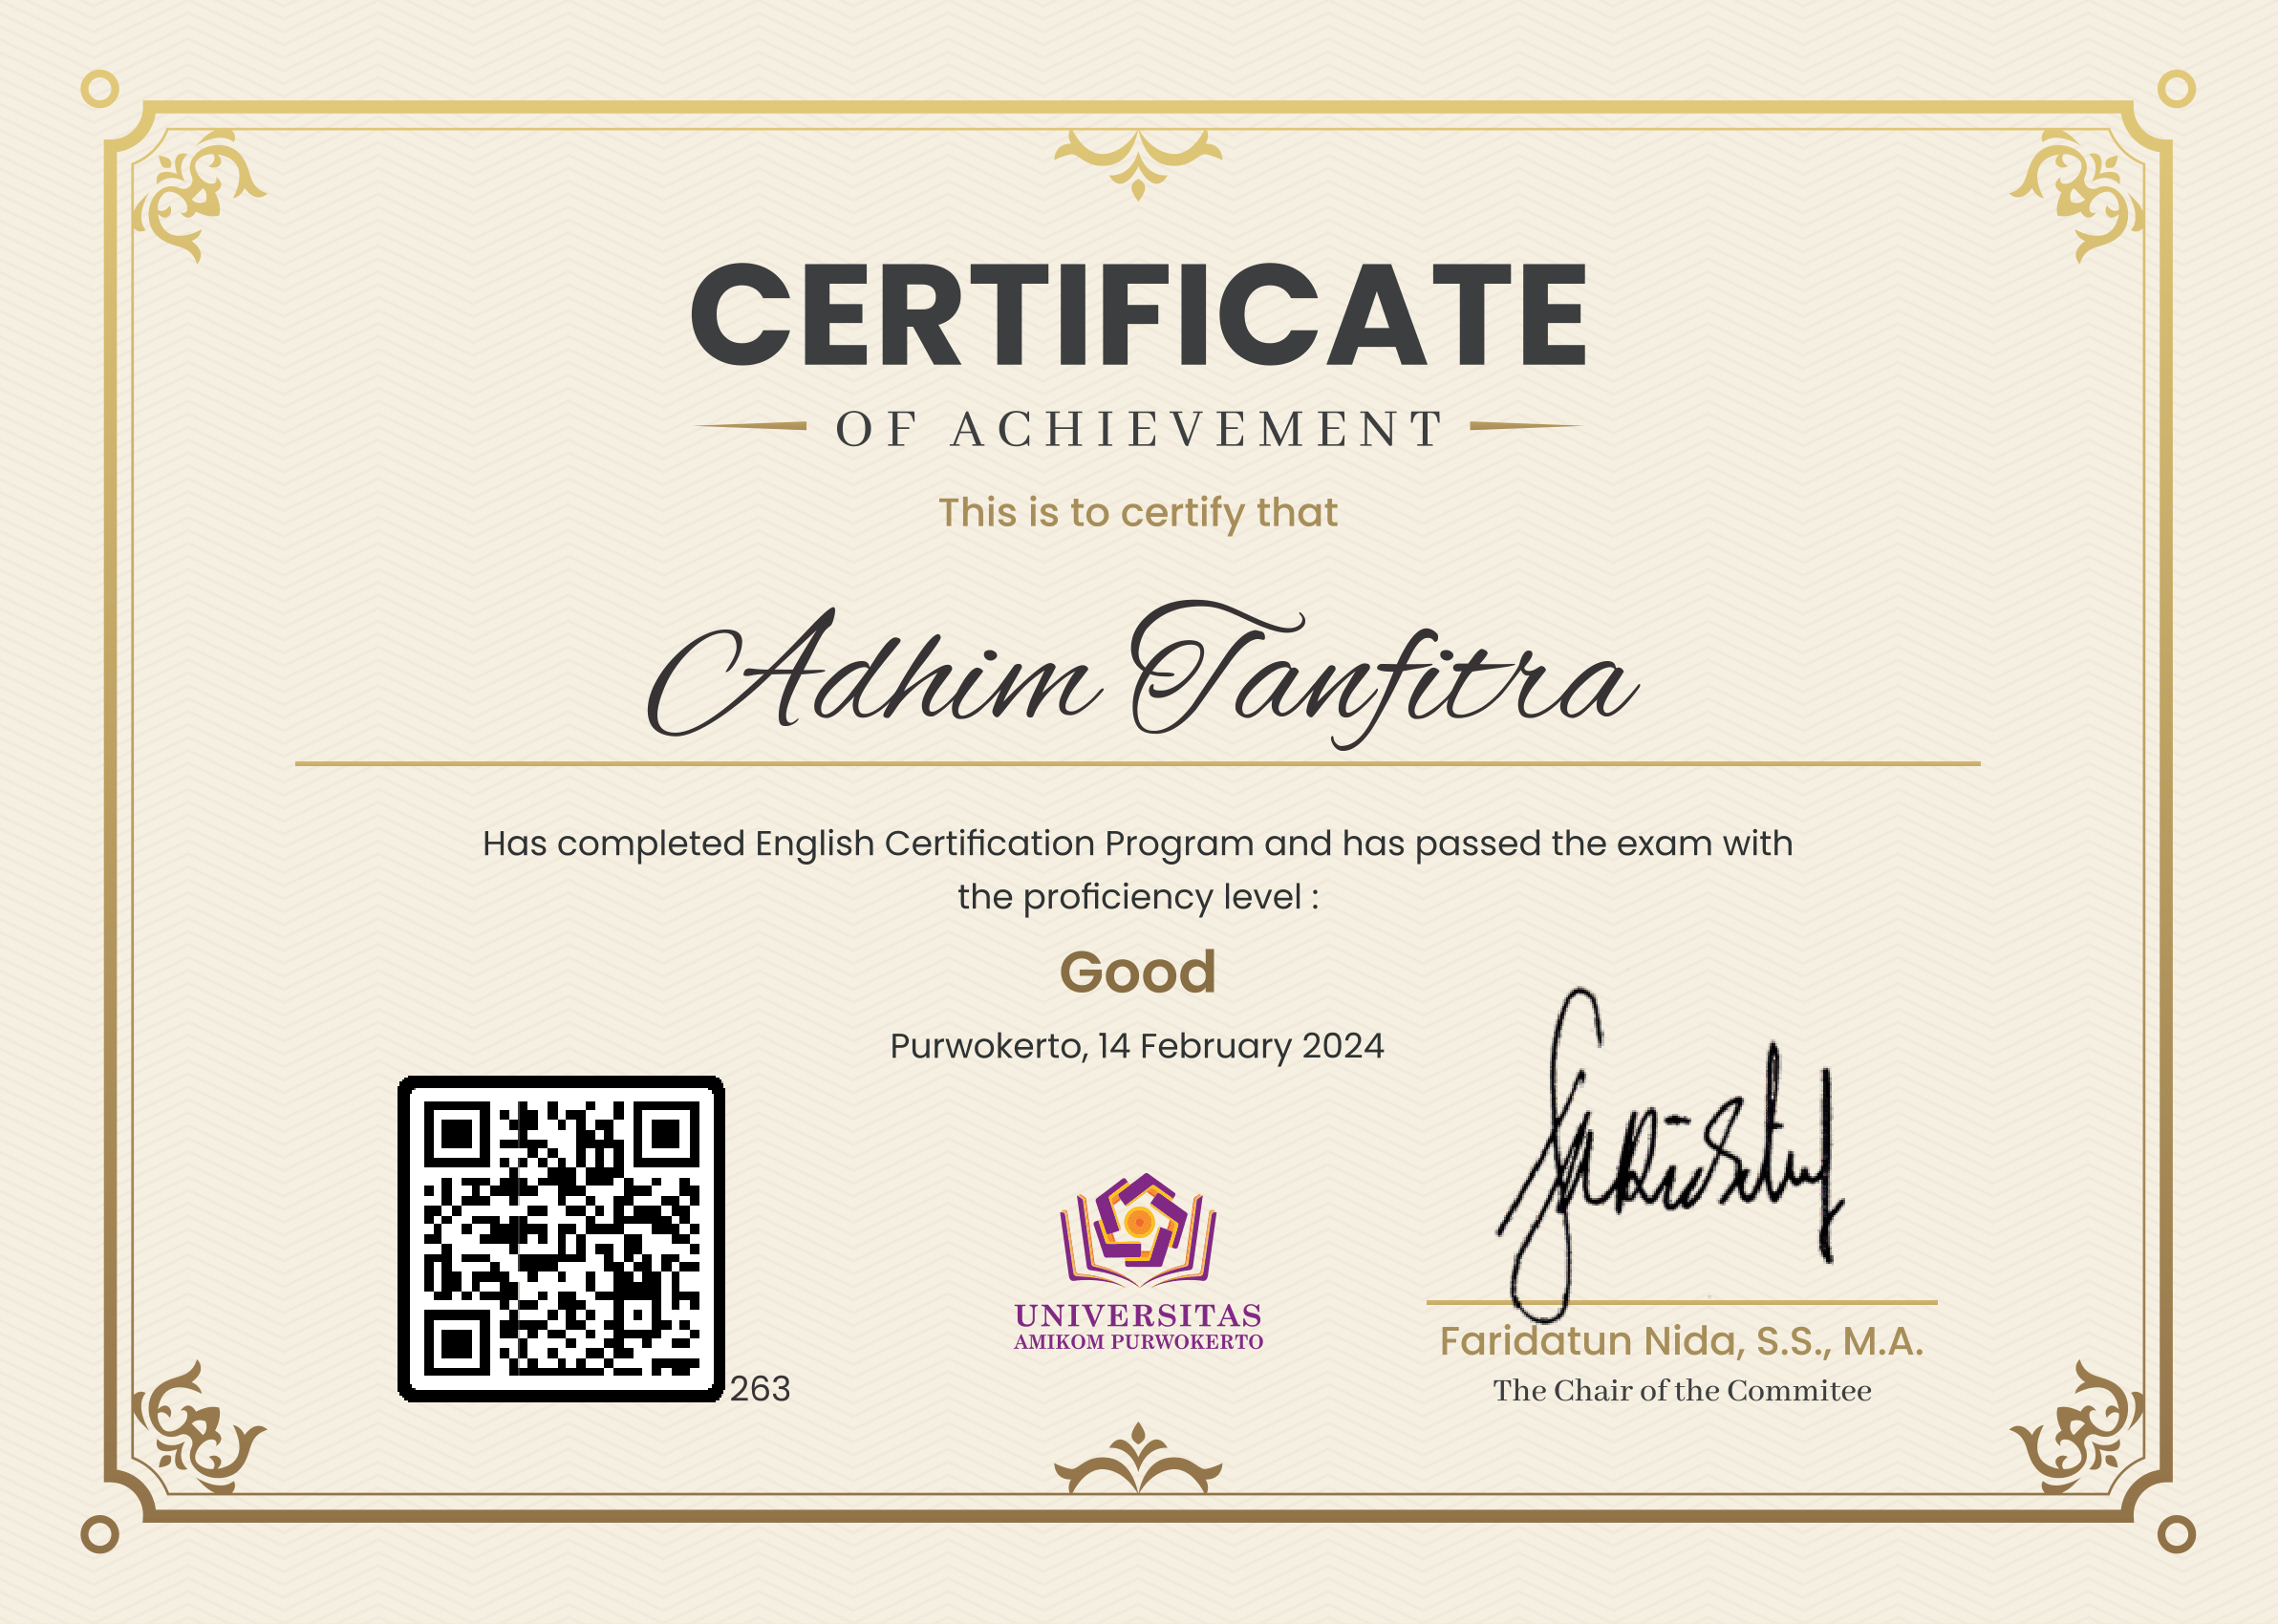 CERTIFICATE
OF ACHIEVEMENT
This is to certify that
Adhim Tanfitra
Has completed English Certification Program and has passed the exam with
the proficiency level :
Good
Purwokerto, 14 February 2024
263
UNIVERSITAS
AMIKOM PURWOKERTO
Faridatun Nida, S.S., M.A.
The Chair of the Commitee